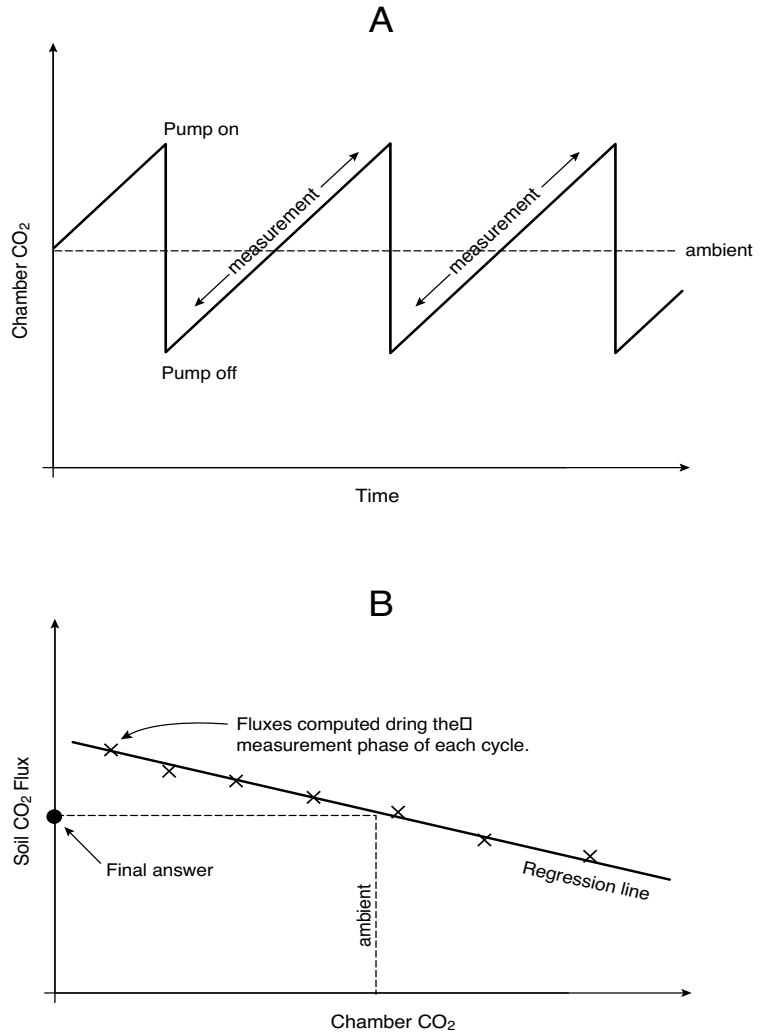 A
Pump on
measurement
measurement
ambient
Chamber CO₂
Pump off
Time
B
Fluxes computed dring the□
measurement phase of each cycle.
Soil CO₂ Flux
Final answer
ambient
Regression line
Chamber CO₂